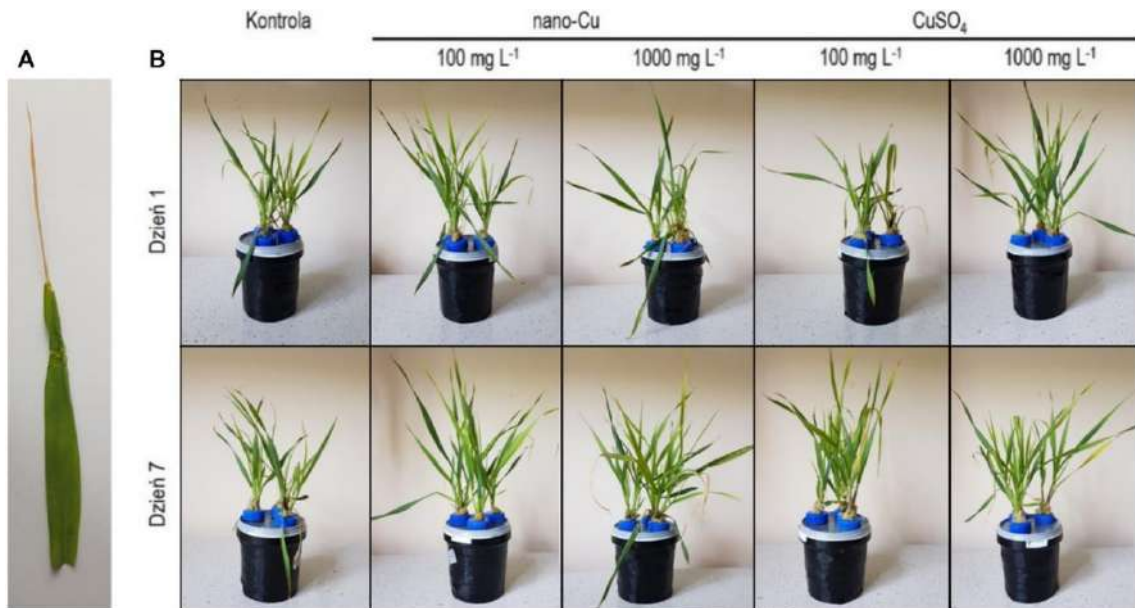 Kontrola nano-Cu CuSO₄
A B 100 mg L⁻¹ 1000 mg L⁻¹ 100 mg L⁻¹ 1000 mg L⁻¹
Dzień 1
Dzień 7